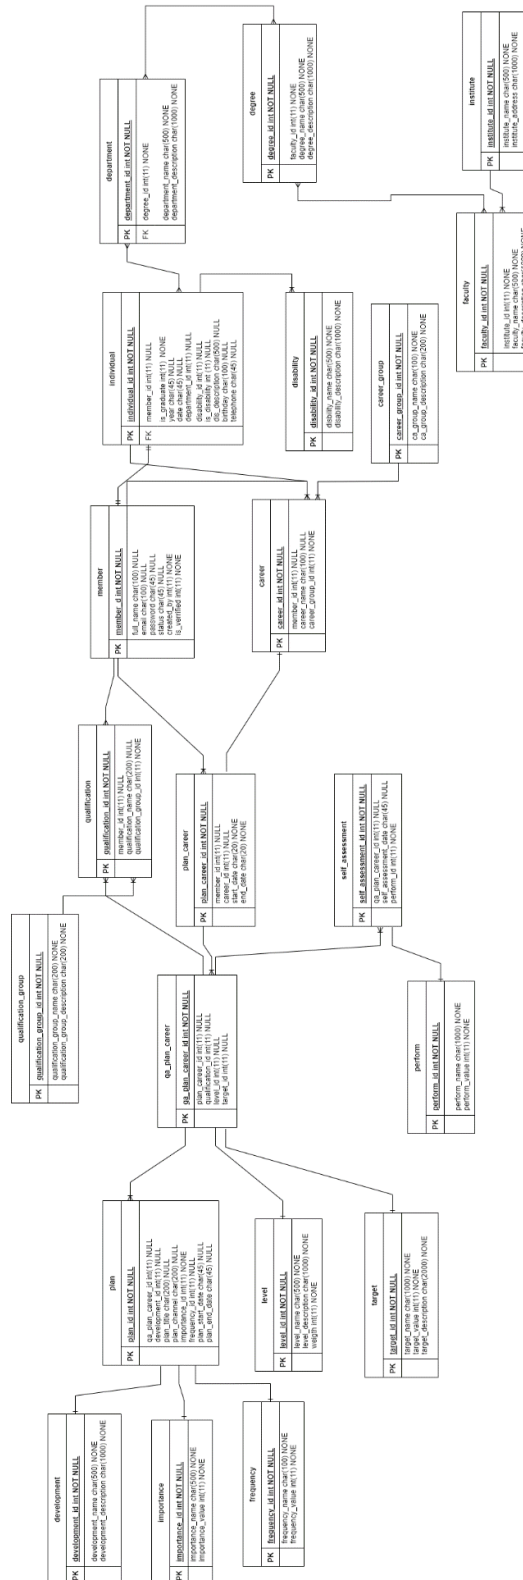 department
PK
department_id int NOT NULL
FK
degree_id int(11) NONE
department_name char(500) NONE
department_description char(1000) NONE
degree
PK
degree_id int NOT NULL
faculty_id int(11) NONE
degree_name char(500) NONE
degree_description char(1000) NONE
institute
PK
institute_id int NOT NULL
institute_name char(500) NONE
institute_address char(1000) NONE
faculty
PK
faculty_id int NOT NULL
institute_id int(11) NONE
faculty_name char(500) NONE
individual
PK
individual_id int NOT NULL
FK
member_id int(11) NULL
is_graduate int(11) NONE
year char(45) NULL
date char(45) NULL
department_id int(11) NULL
disability_id int(11) NULL
is_disability int (11) NULL
dis_description char(500) NULL
birthday char(100) NULL
telephone char(45) NULL
disability
PK
disability_id int NOT NULL
disbility_name char(500) NONE
disability_description char(1000) NONE
career_group
PK
career_group_id int NOT NULL
ca_group_name char(100) NONE
ca_group_description char(200) NONE
member
PK
member_id int NOT NULL
full_name char(100) NULL
email char(100) NULL
password char(45) NULL
status char(45) NULL
created_by int(11) NONE
is_verified int(11) NONE
career
PK
career_id int NOT NULL
member_id int(11) NULL
career_name char(100) NULL
career_group_id int(11) NONE
qualification
PK
qualification_id int NOT NULL
member_id int(11) NULL
qualification_name char(200) NULL
qualification_group_id int(11) NONE
plan_career
PK
plan_career_id int NOT NULL
member_id int(11) NULL
career_id int(11) NULL
start_date char(20) NONE
end_date char(20) NONE
self_assessment
PK
self_assessment_id int NOT NULL
qa_plan_career_id int(11) NULL
self_assessment_date char(45) NULL
perform_id int(11) NONE
qualification_group
PK
qualification_group_id int NOT NULL
qualification_group_name char(200) NONE
qualification_group_description char(200) NONE
qa_plan_career
PK
qa_plan_career_id int NOT NULL
plan_career_id int(11) NULL
qualification_id int(11) NULL
level_id int(11) NULL
target_id int(11) NULL
perform
PK
perform_id int NOT NULL
perform_name char(1000) NONE
perform_value int(11) NONE
plan
PK
plan_id int NOT NULL
qa_plan_career_id int(11) NULL
development_id int(11) NULL
plan_title char(200) NULL
plan_channel char(200) NULL
importance_id int(11) NONE
frequency_id int(11) NULL
plan_start_date char(45) NULL
plan_end_date char(45) NULL
level
PK
level_id int NOT NULL
level_name char(500) NONE
level_description char(1000) NONE
weigth int(11) NONE
target
PK
target_id int NOT NULL
target_name char(1000) NONE
target_value int(11) NONE
target_description char(2000) NONE
development
PK
development_id int NOT NULL
development_name char(500) NONE
development_description char(1000) NONE
importance
PK
importance_id int NOT NULL
importance_name char(500) NONE
importance_value int(11) NONE
frequency
PK
frequency_id int NOT NULL
frequency_name char(100) NONE
frequency_value int(11) NONE